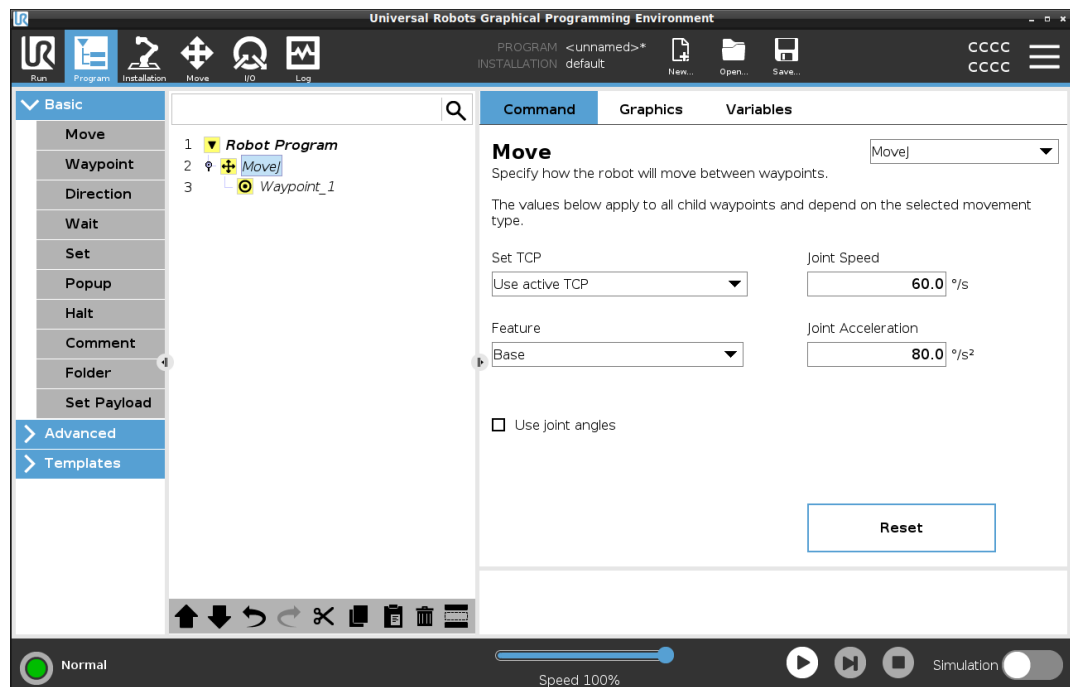 Universal Robots Graphical Programming Environment
UR
Run
Program
Installation
Move
I/O
Log
PROGRAM <unnamed>*
INSTALLATION default
New...
Open...
Save...
CCCC
CCCC
Basic
Move
Waypoint
Direction
Wait
Set
Popup
Halt
Comment
Folder
Set Payload
Advanced
Templates
1 Robot Program
2 MoveJ
3 Waypoint_1
Command Graphics Variables
Move
MoveJ
Specify how the robot will move between waypoints.
The values below apply to all child waypoints and depend on the selected movement
type.
Set TCP
Joint Speed
Use active TCP
60.0 °/s
Feature
Joint Acceleration
Base
80.0 °/s²
Use joint angles
Reset
Normal
Speed 100%
Simulation